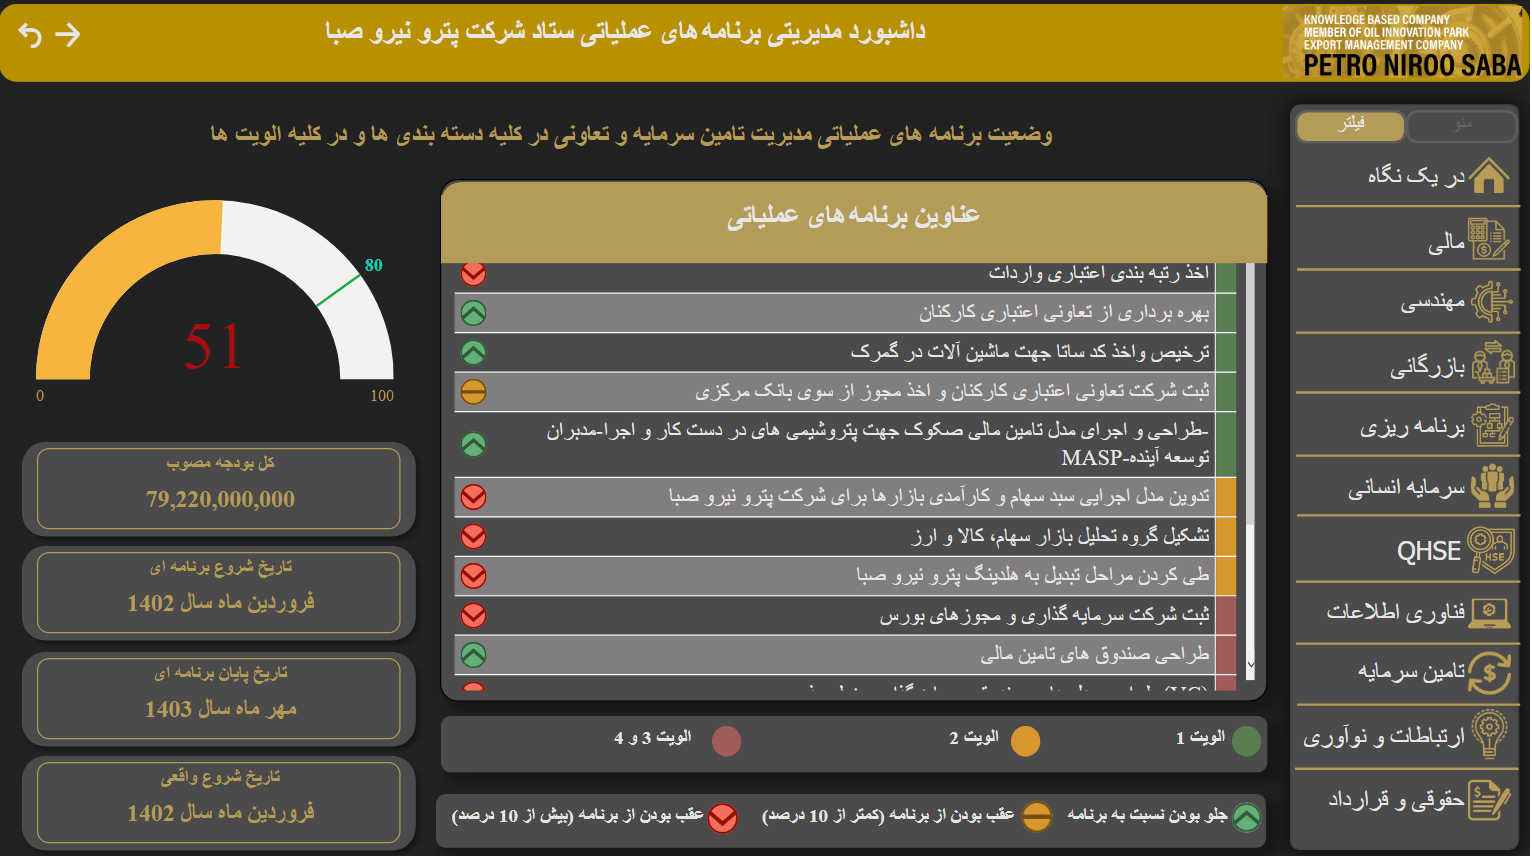 داشبورد مدیریتی برنامه های عملیاتی ستاد شرکت پترو نیرو صبا
KNOWLEDGE BASED COMPANY
MEMBER OF OIL INNOVATION PARK
EXPORT MANAGEMENT COMPANY
PETRO NIROO SABA
منو
فیلتر
در یک نگاه
مالی
مهندسی
بازرگانی
برنامه ریزی
سرمایه انسانی
QHSE
فناوری اطلاعات
تامین سرمایه
ارتباطات و نوآوری
حقوقی و قرارداد
وضعیت برنامه های عملیاتی مدیریت تامین سرمایه و تعاونی در کلیه دسته بندی ها و در کلیه الویت ها
عناوین برنامه های عملیاتی
اخذ رتبه بندی اعتباری واردات
بهره برداری از تعاونی اعتباری کارکنان
ترخیص واخذ کد ساتا جهت ماشین آلات در گمرک
ثبت شرکت تعاونی اعتباری کارکنان و اخذ مجوز از سوی بانک مرکزی
-طراحی و اجرای مدل تامین مالی صکوک جهت پتروشیمی های در دست کار و اجرا-مدبران
توسعه آینده-MASP
تدوین مدل اجرایی سبد سهام و کارآمدی بازارها برای شرکت پترو نیرو صبا
تشکیل گروه تحلیل بازار سهام، کالا و ارز
طی کردن مراحل تبدیل به هلدینگ پترو نیرو صبا
ثبت شرکت سرمایه گذاری و مجوزهای بورس
طراحی صندوق های تامین مالی
الویت 1
الویت 2
الویت 3 و 4
جلو بودن نسبت به برنامه
عقب بودن از برنامه (کمتر از 10 درصد)
عقب بودن از برنامه (بیش از 10 درصد)
80
51
0
100
کل بودجه مصوب
79,220,000,000
تاریخ شروع برنامه ای
فروردین ماه سال 1402
تاریخ پایان برنامه ای
مهر ماه سال 1403
تاریخ شروع واقعی
فروردین ماه سال 1402